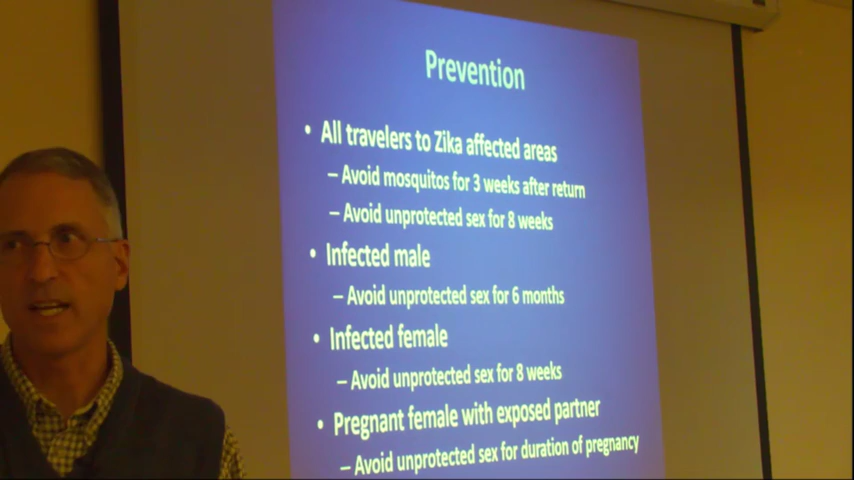 Prevention
• All travelers to Zika affected areas
– Avoid mosquitos for 3 weeks after return
– Avoid unprotected sex for 8 weeks
• Infected male
– Avoid unprotected sex for 6 months
• Infected female
– Avoid unprotected sex for 8 weeks
• Pregnant female with exposed partner
– Avoid unprotected sex for duration of pregnancy